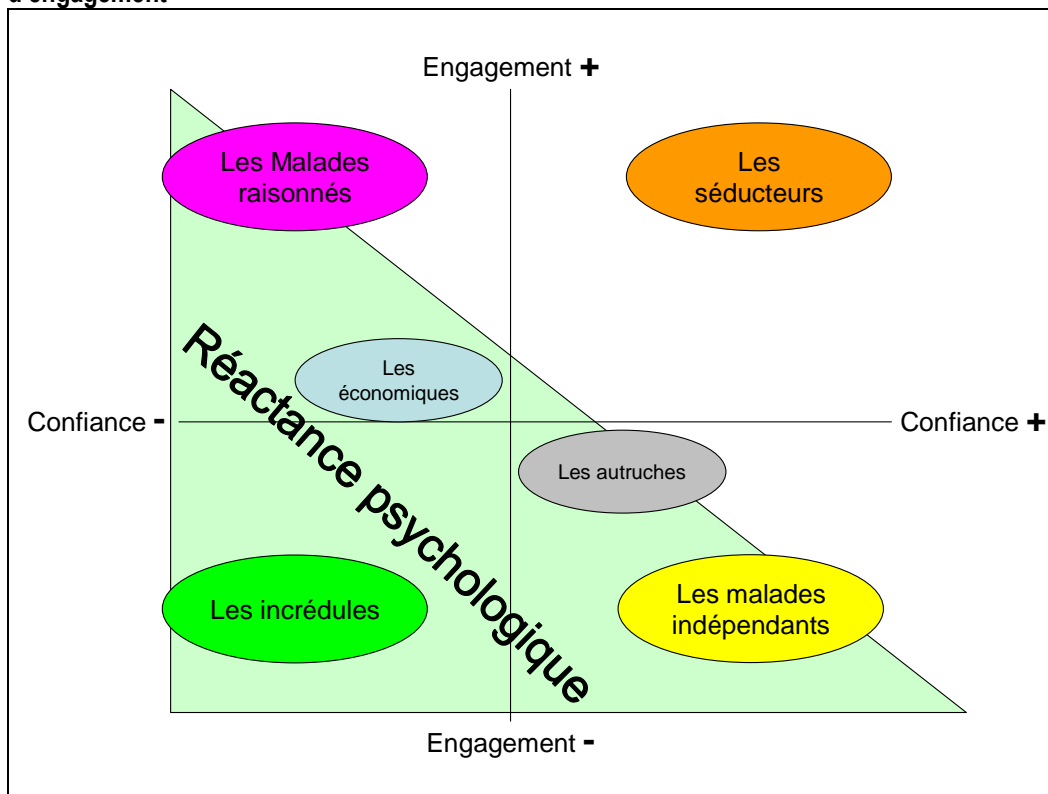 d'engagement
Engagement +
Les Malades
raisonnés
Les
séducteurs
Les
économiques
Réactance psychologique
Confiance -
Confiance +
Les autruches
Les incrédules
Les malades
indépendants
Engagement -